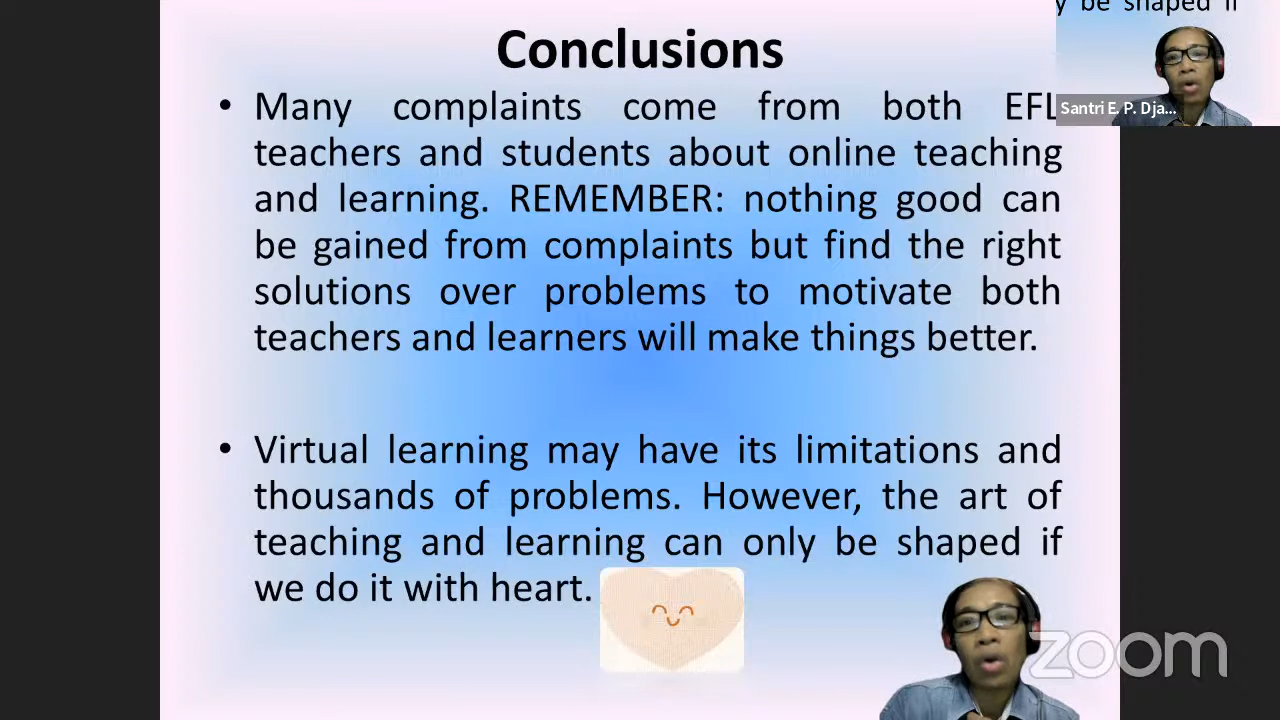 y be shaped if
Conclusions
Santri E. P. Dja...
• Many complaints come from both EFL
teachers and students about online teaching
and learning. REMEMBER: nothing good can
be gained from complaints but find the right
solutions over problems to motivate both
teachers and learners will make things better.
• Virtual learning may have its limitations and
thousands of problems. However, the art of
teaching and learning can only be shaped if
we do it with heart.
zoom